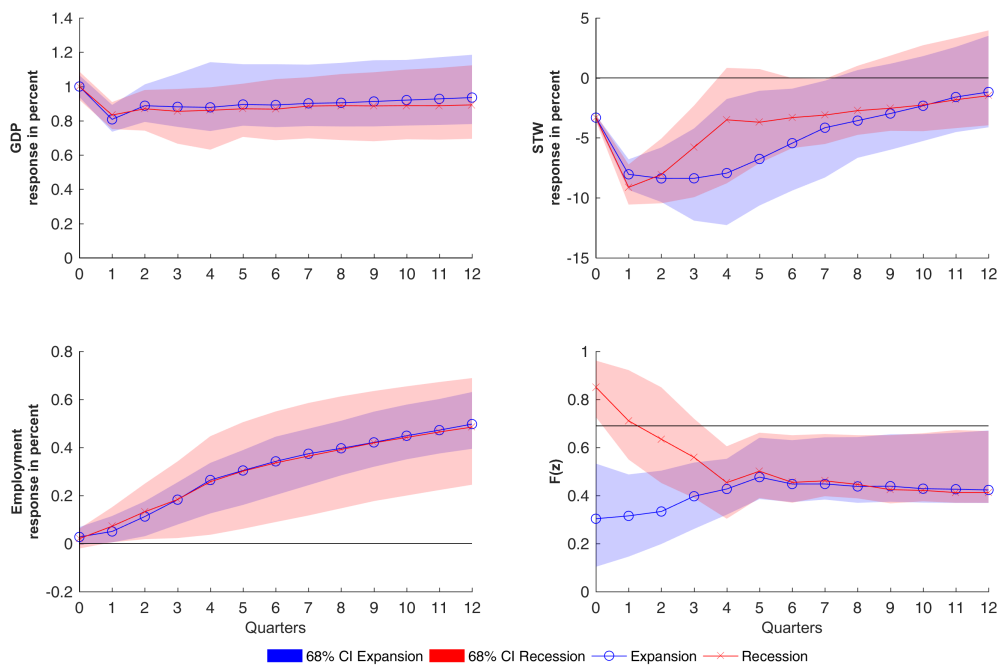 GDP
response in percent
1.4
1.2
1
0.8
0.6
0.4
0.2
0
0 1 2 3 4 5 6 7 8 9 10 11 12
STW
response in percent
5
0
-5
-10
-15
0 1 2 3 4 5 6 7 8 9 10 11 12
Employment
response in percent
0.8
0.6
0.4
0.2
0
-0.2
0 1 2 3 4 5 6 7 8 9 10 11 12
Quarters
F(z)
1
0.8
0.6
0.4
0.2
0
0 1 2 3 4 5 6 7 8 9 10 11 12
Quarters
68% CI Expansion 68% CI Recession Expansion Recession